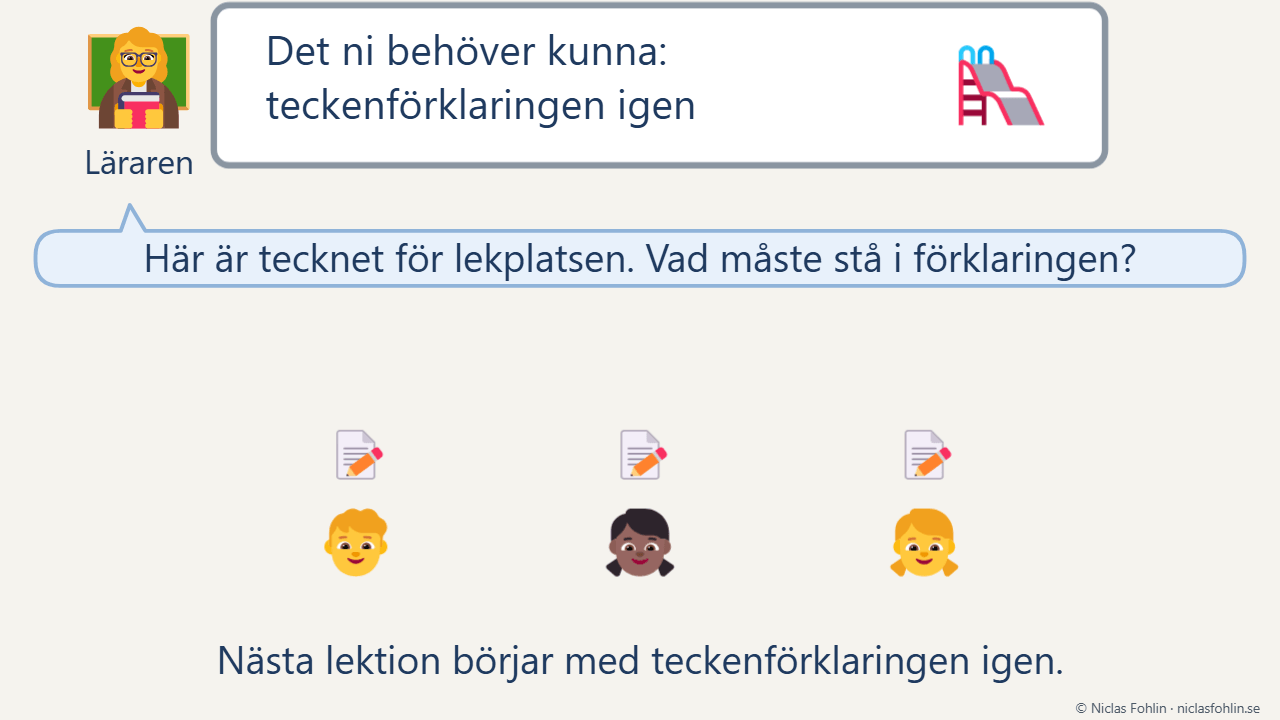 Det ni behöver kunna:
teckenförklaringen igen
Läraren
Här är tecknet för lekplatsen. Vad måste stå i förklaringen?
Nästa lektion börjar med teckenförklaringen igen.
© Niclas Fohlin · niclasfohlin.se